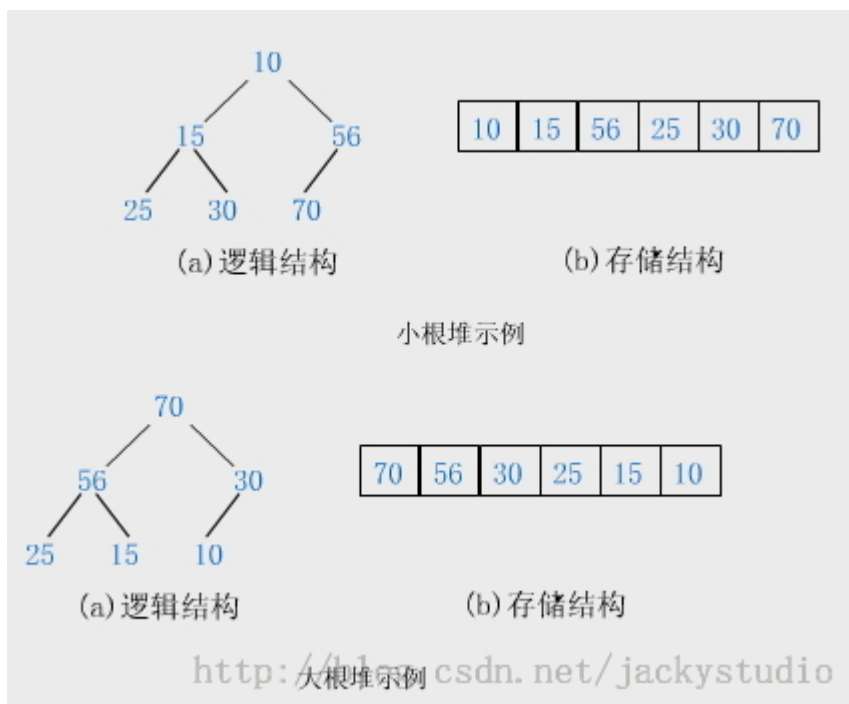 10
15 56
25 30 70
10 15 56 25 30 70
(a)逻辑结构
(b)存储结构
小根堆示例
70
56 30
25 15 10
70 56 30 25 15 10
(a)逻辑结构
(b)存储结构
大根堆示例
http://blog.csdn.net/jackystudio